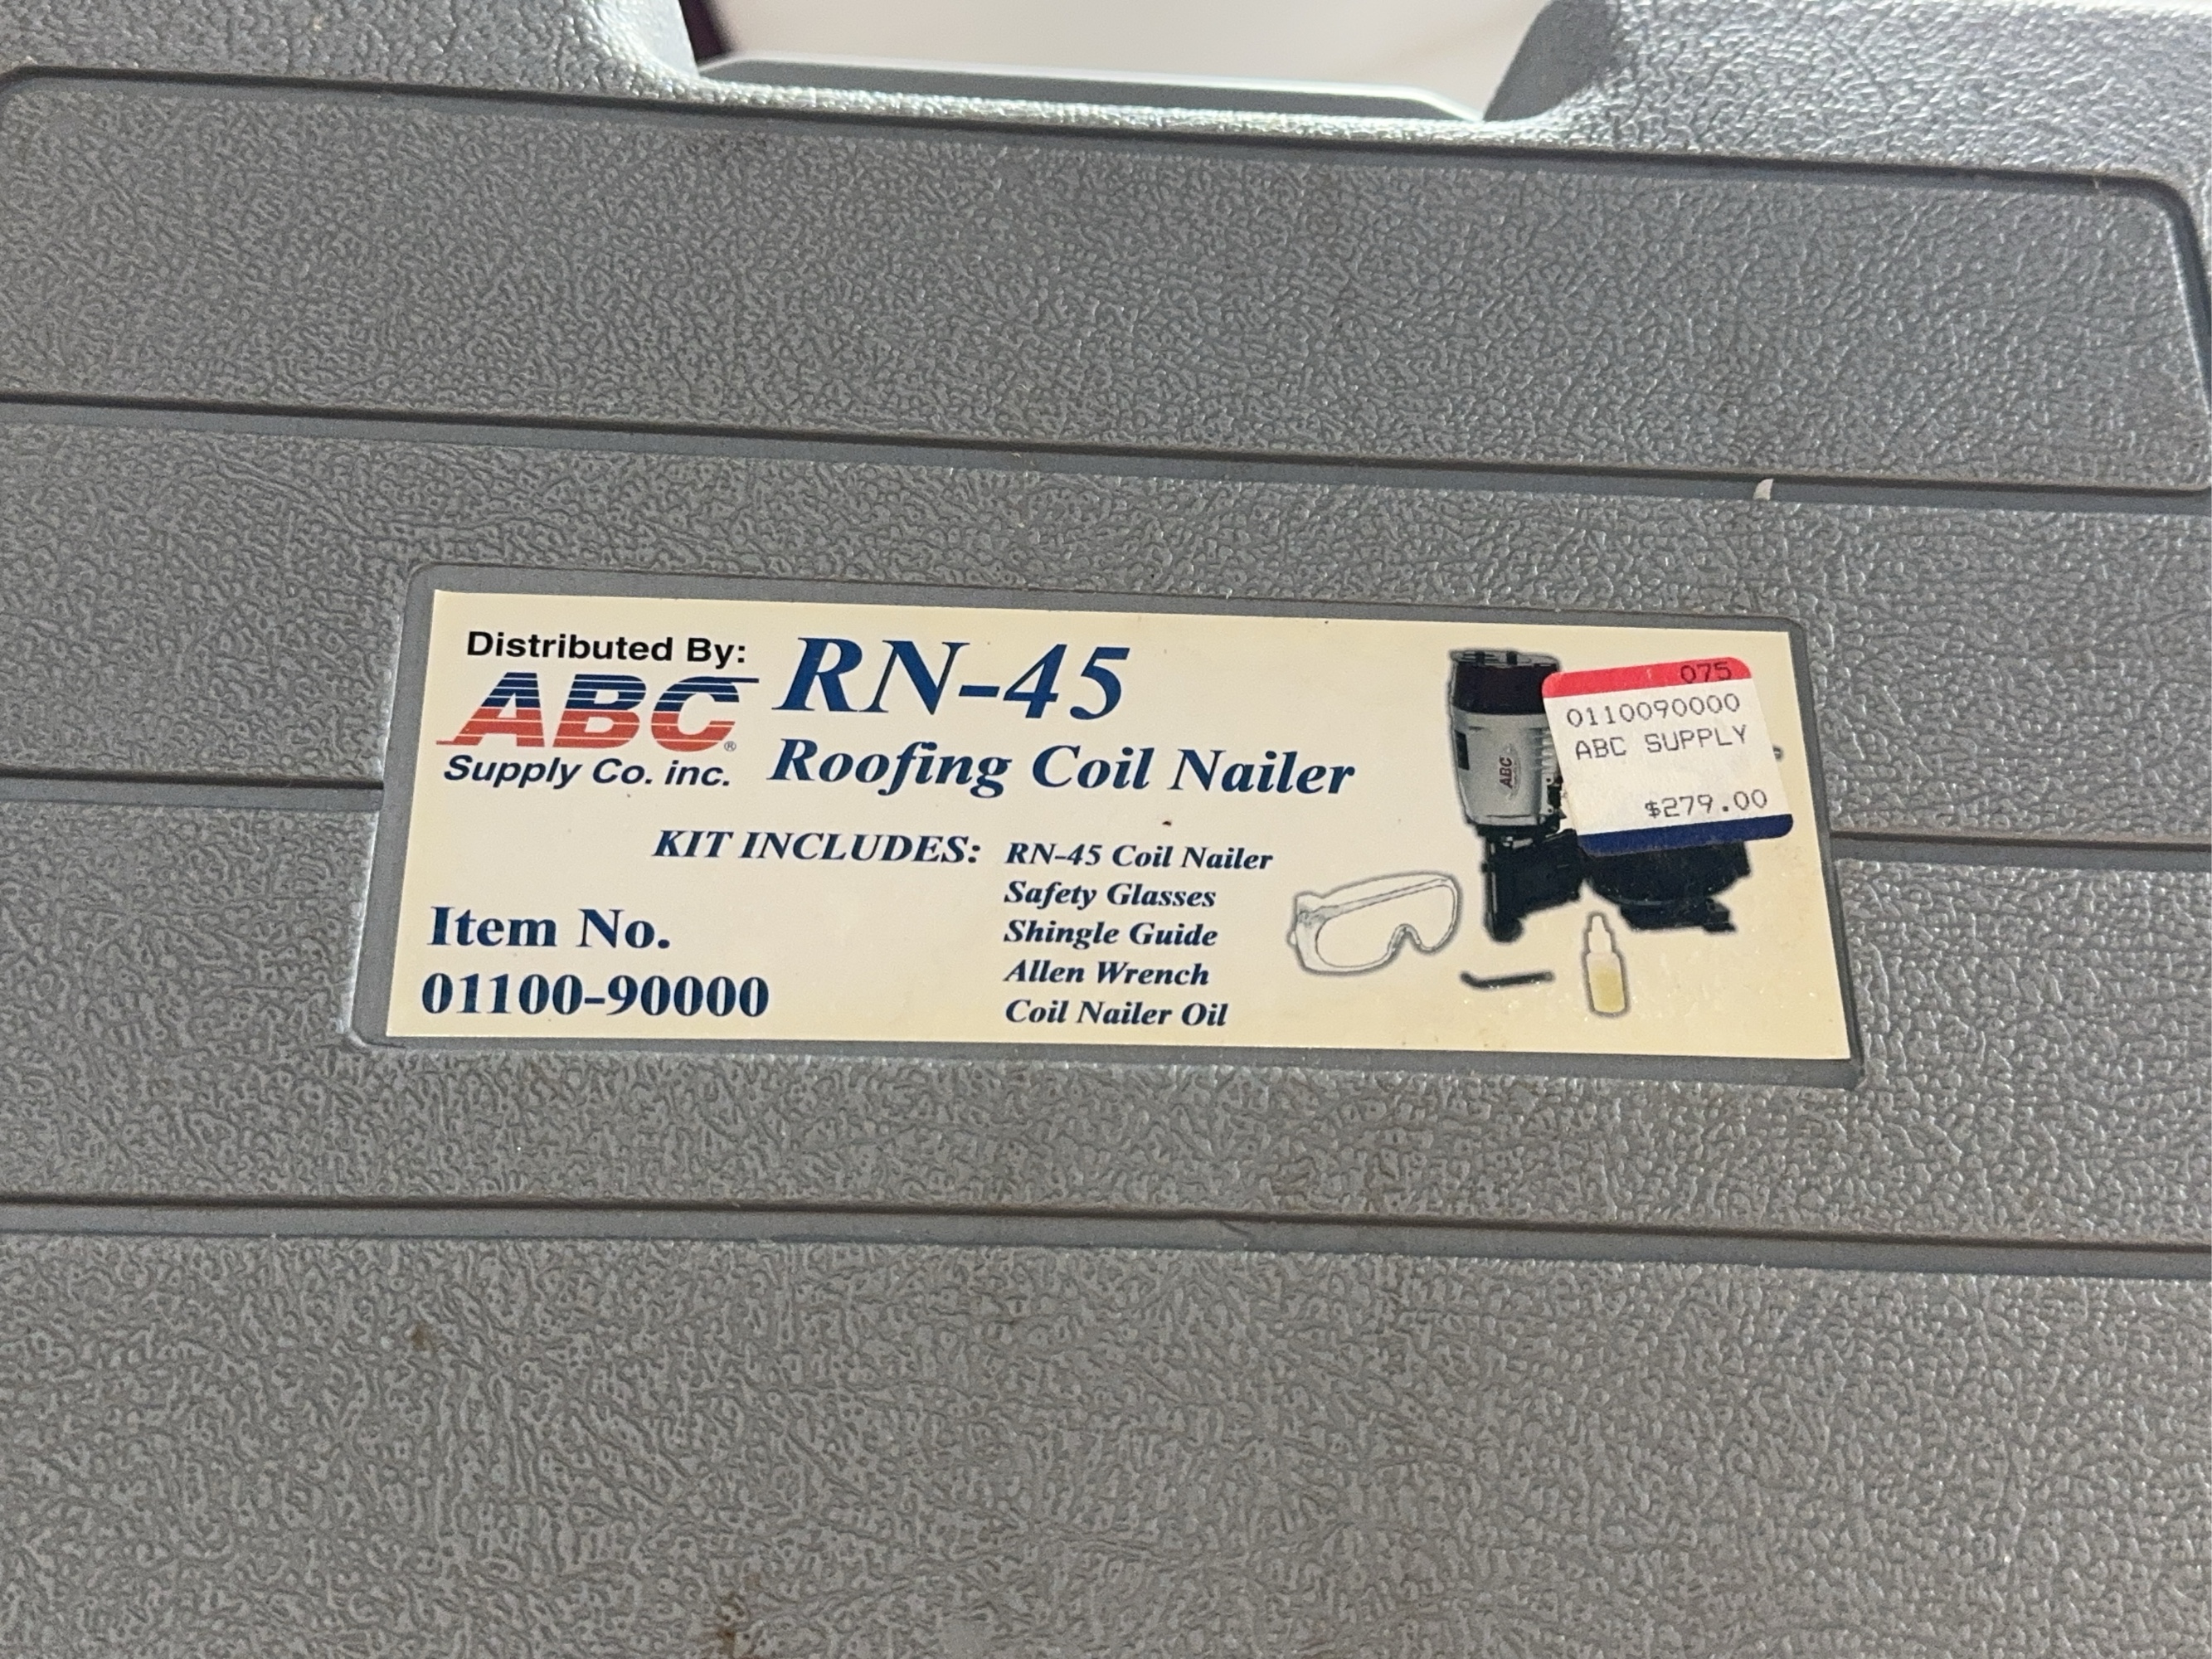 Distributed By:
ABC®
Supply Co. inc.
RN-45
Roofing Coil Nailer
KIT INCLUDES:
RN-45 Coil Nailer
Safety Glasses
Shingle Guide
Allen Wrench
Coil Nailer Oil
Item No.
01100-90000
ABC
075
0110090000
ABC SUPPLY
$279.00